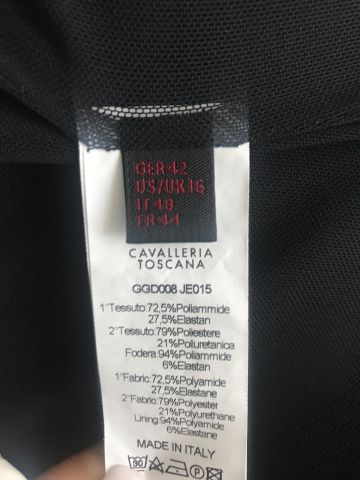 GER 42
US/UK 16
IT 48
FR 44
CAVALLERIA
TOSCANA
GGD008 JE015
1°Tessuto:72,5%Poliammide
27,5%Elastan
2°Tessuto:79%Poliestere
21%Poliuretanica
Fodera:94%Poliammide
6%Elastan
1°Fabric:72,5%Polyamide
27,5%Elastane
2°Fabric:79%Polyester
21%Polyurethane
Lining:94%Polyamide
6%Elastane
MADE IN ITALY
90 P